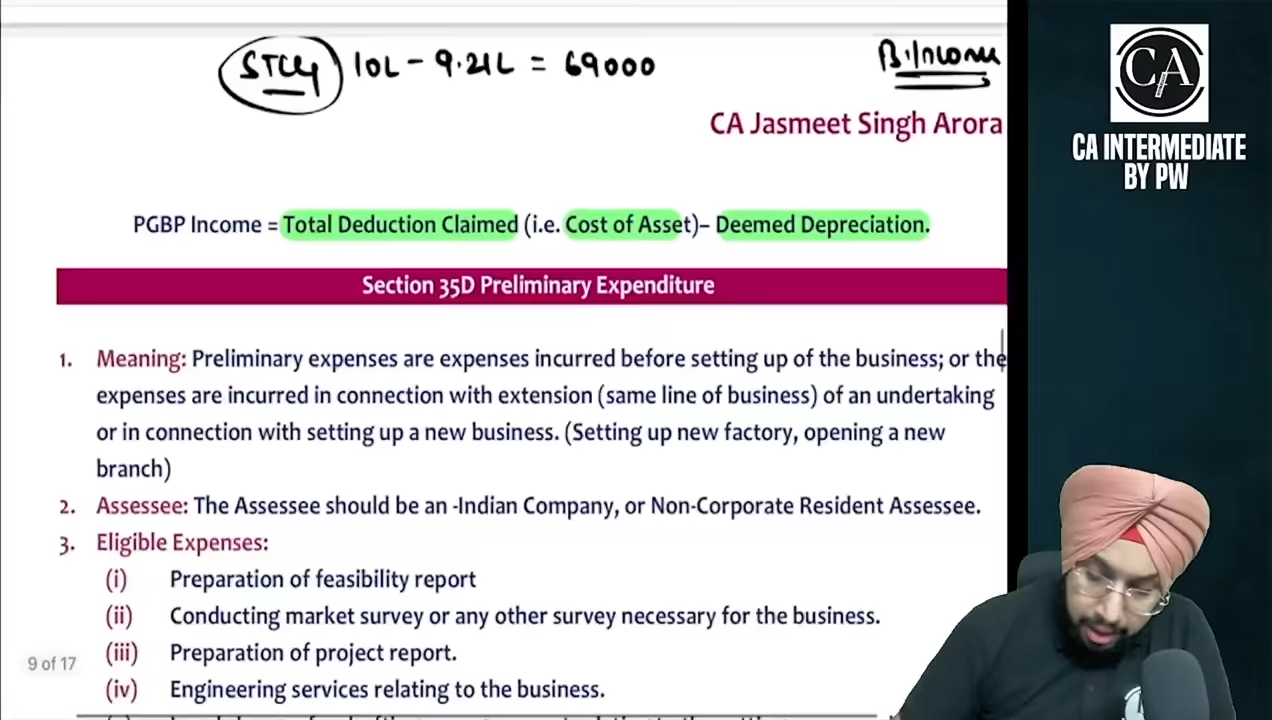 STCG 10L - 9.21L = 69000
B.Income
CA Jasmeet Singh Arora
CA
CA INTERMEDIATE
BY PW
PGBP Income = Total Deduction Claimed (i.e. Cost of Asset)– Deemed Depreciation.
Section 35D Preliminary Expenditure
1. Meaning: Preliminary expenses are expenses incurred before setting up of the business; or the
expenses are incurred in connection with extension (same line of business) of an undertaking
or in connection with setting up a new business. (Setting up new factory, opening a new
branch)
2. Assessee: The Assessee should be an -Indian Company, or Non-Corporate Resident Assessee.
3. Eligible Expenses:
(i) Preparation of feasibility report
(ii) Conducting market survey or any other survey necessary for the business.
(iii) Preparation of project report.
9 of 17
(iv) Engineering services relating to the business.